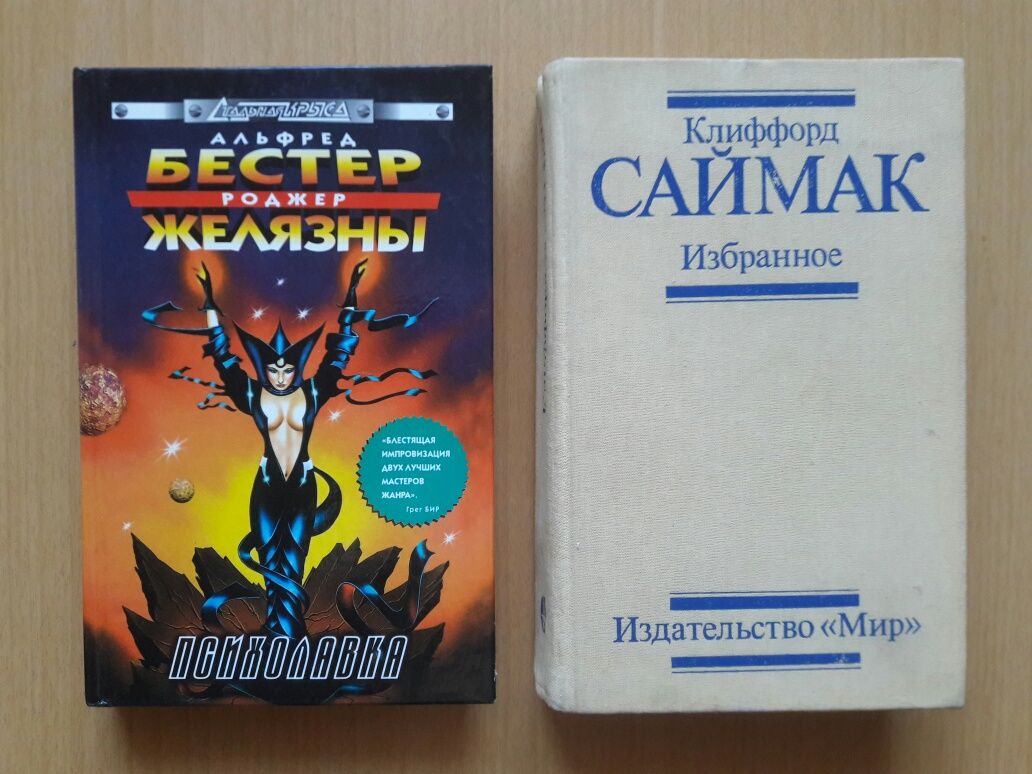 Стальная Крыса
АЛЬФРЕД
БЕСТЕР
РОДЖЕР
ЖЕЛЯЗНЫ
«БЛЕСТЯЩАЯ
ИМПРОВИЗАЦИЯ
ДВУХ ЛУЧШИХ
МАСТЕРОВ
ЖАНРА».
Грег БИР
ПСИХОЛАВКА
Клиффорд
САЙМАК
Избранное
Издательство «Мир»